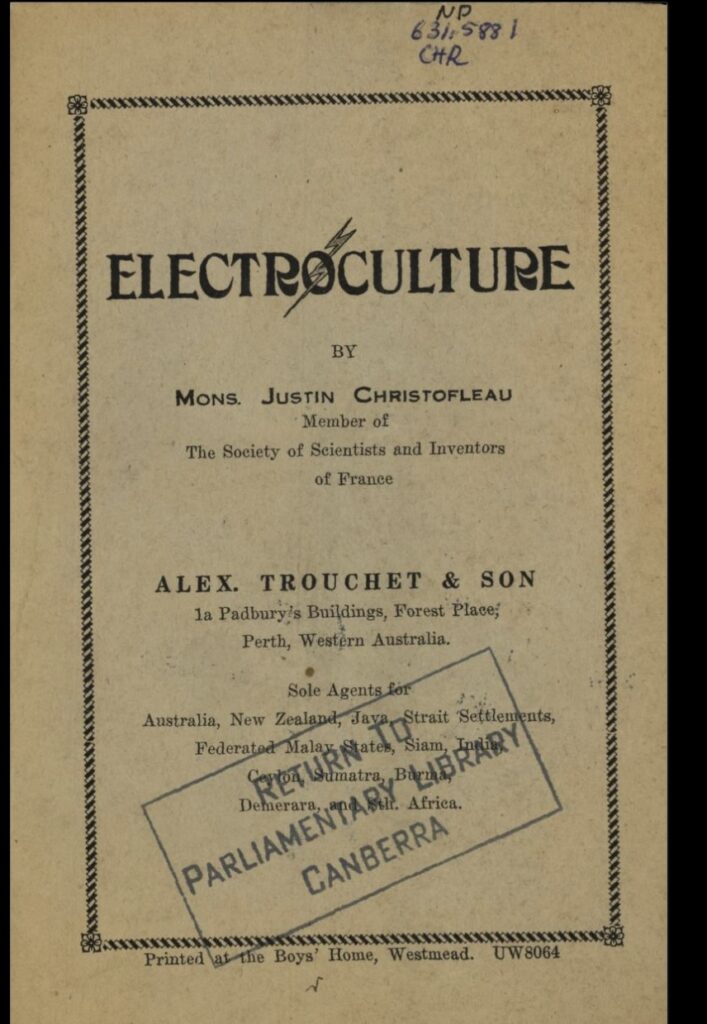 NP
631.5881
CHR
ELECTROCULTURE
BY
MONS. JUSTIN CHRISTOFLEAU
Member of
The Society of Scientists and Inventors
of France
ALEX. TROUCHET & SON
1a Padbury's Buildings, Forest Place,
Perth, Western Australia.
Sole Agents for
Australia, New Zealand, Java, Strait Settlements,
Federated Malay States, Siam, India,
Ceylon, Sumatra, Burma,
Demerara, and Sth. Africa.
RETURN TO
PARLIAMENTARY LIBRARY
CANBERRA
Printed at the Boys' Home, Westmead. UW8064